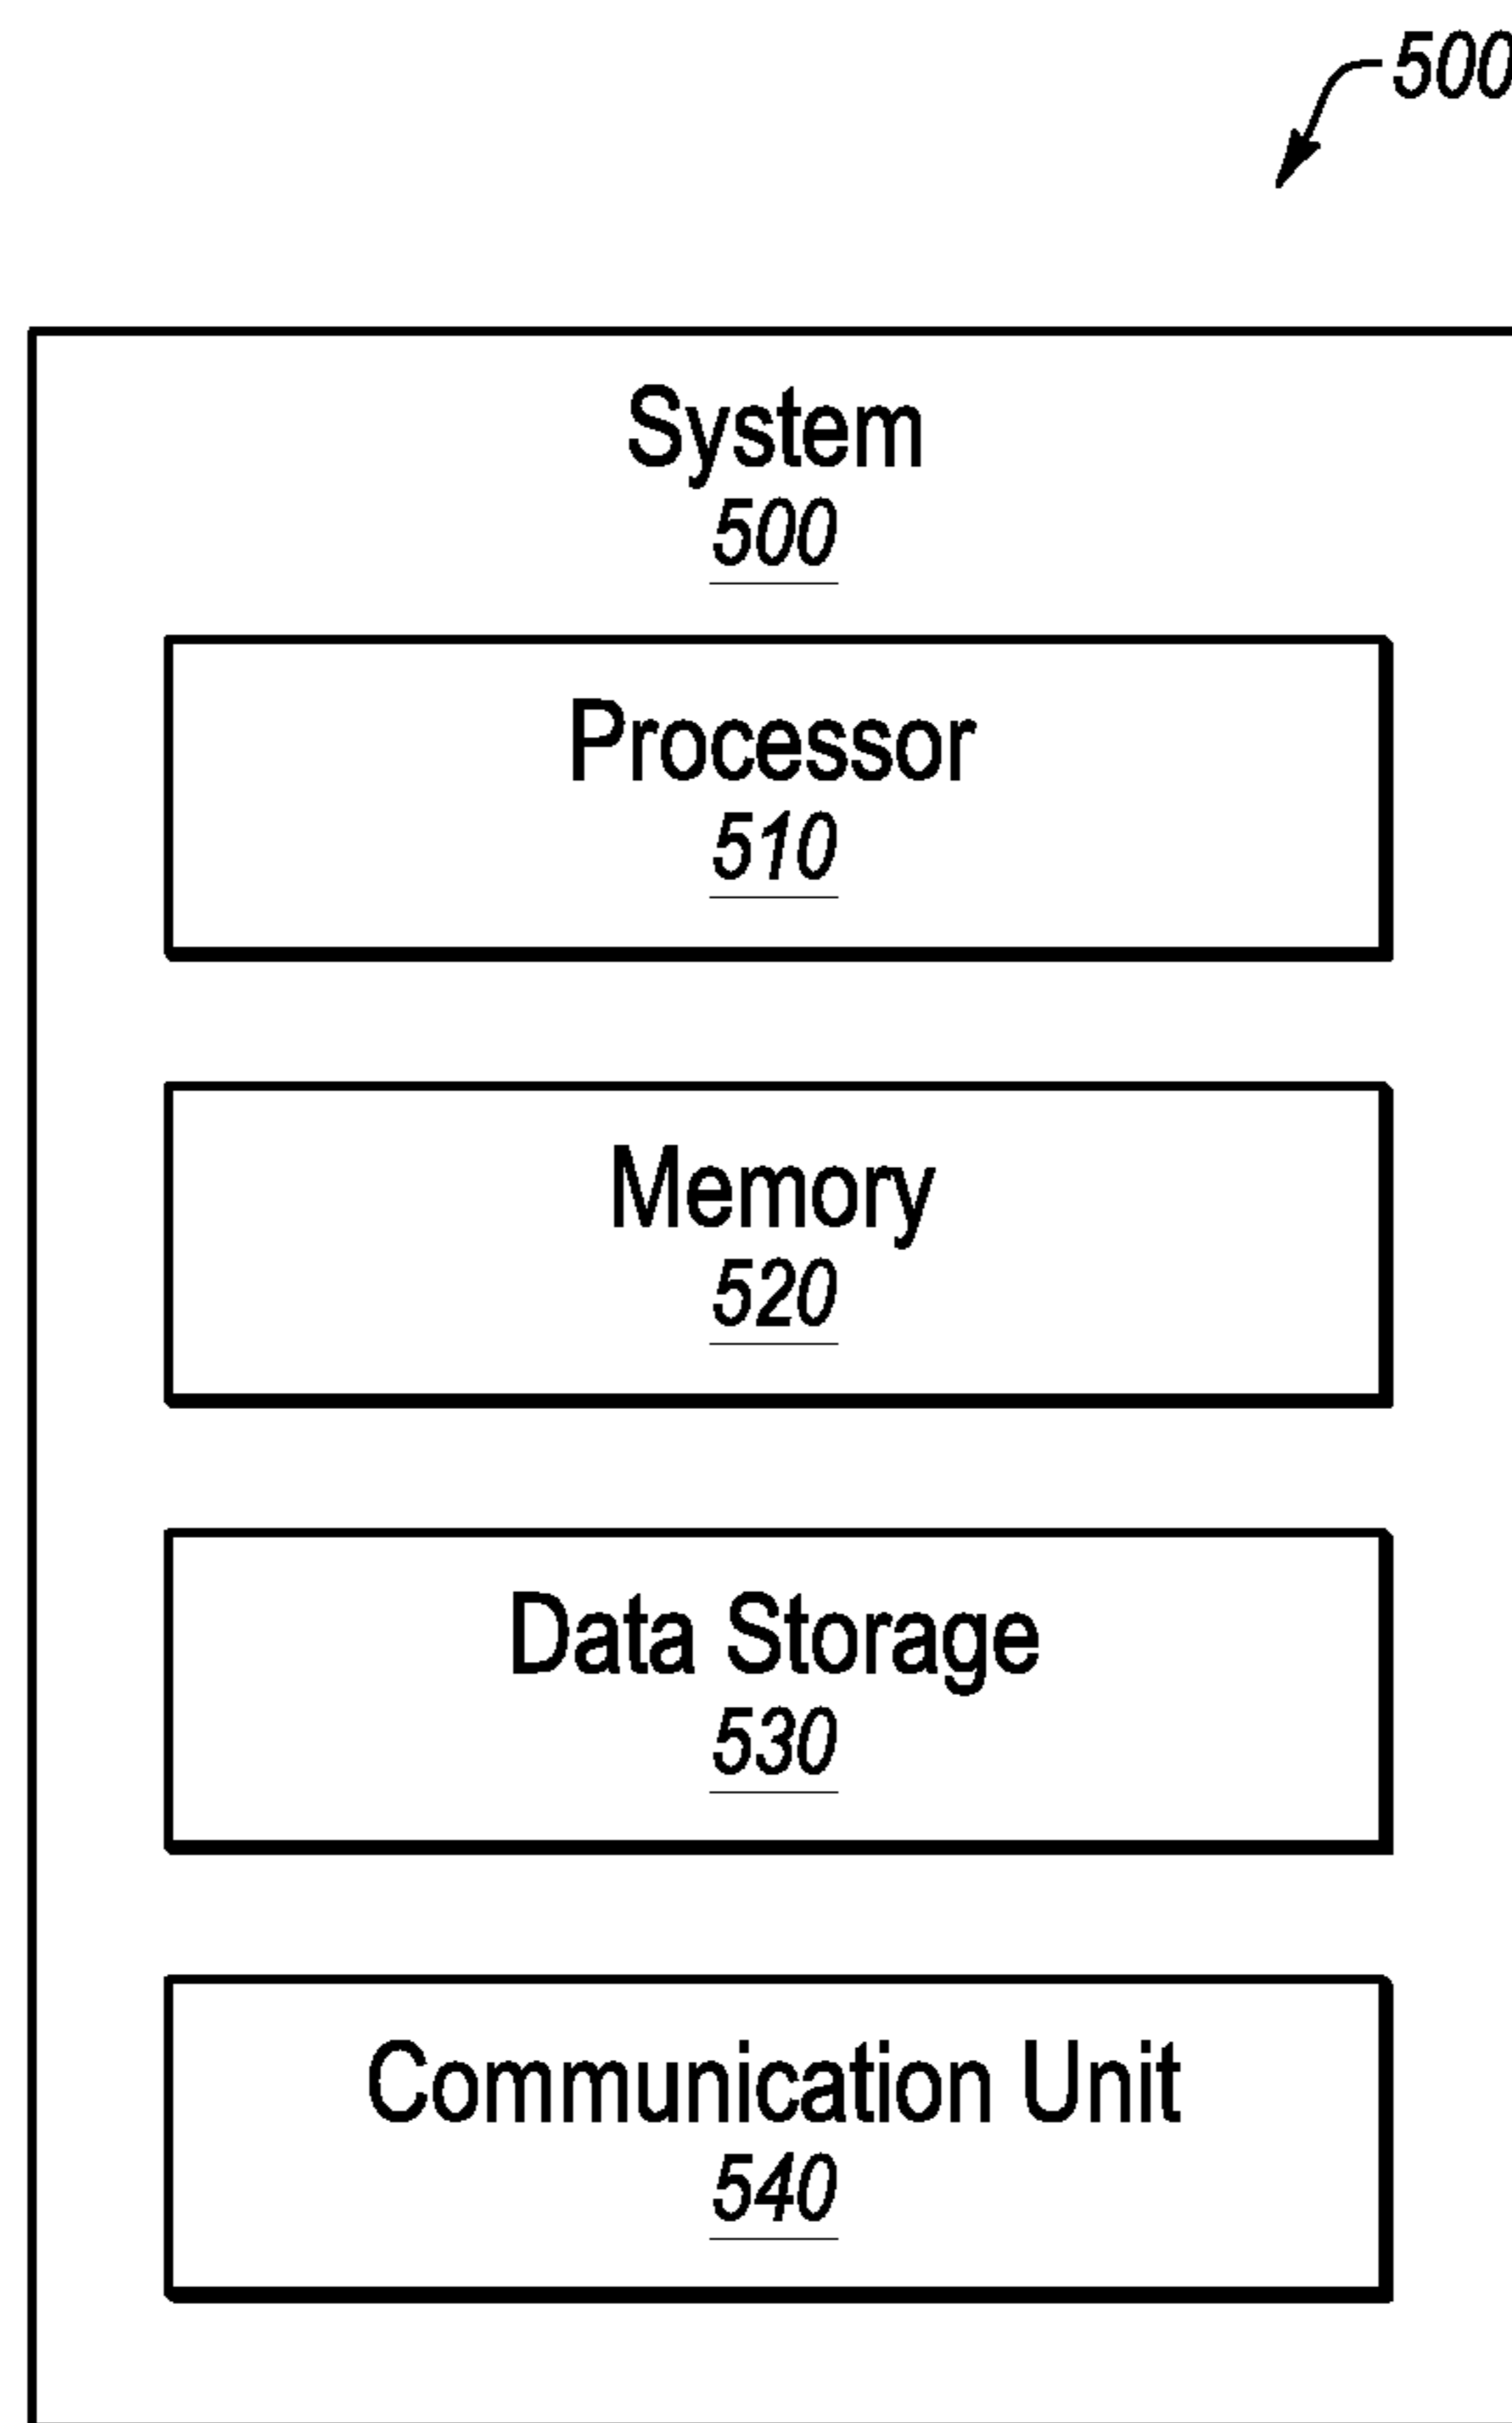 500
System
500
Processor
510
Memory
520
Data Storage
530
Communication Unit
540